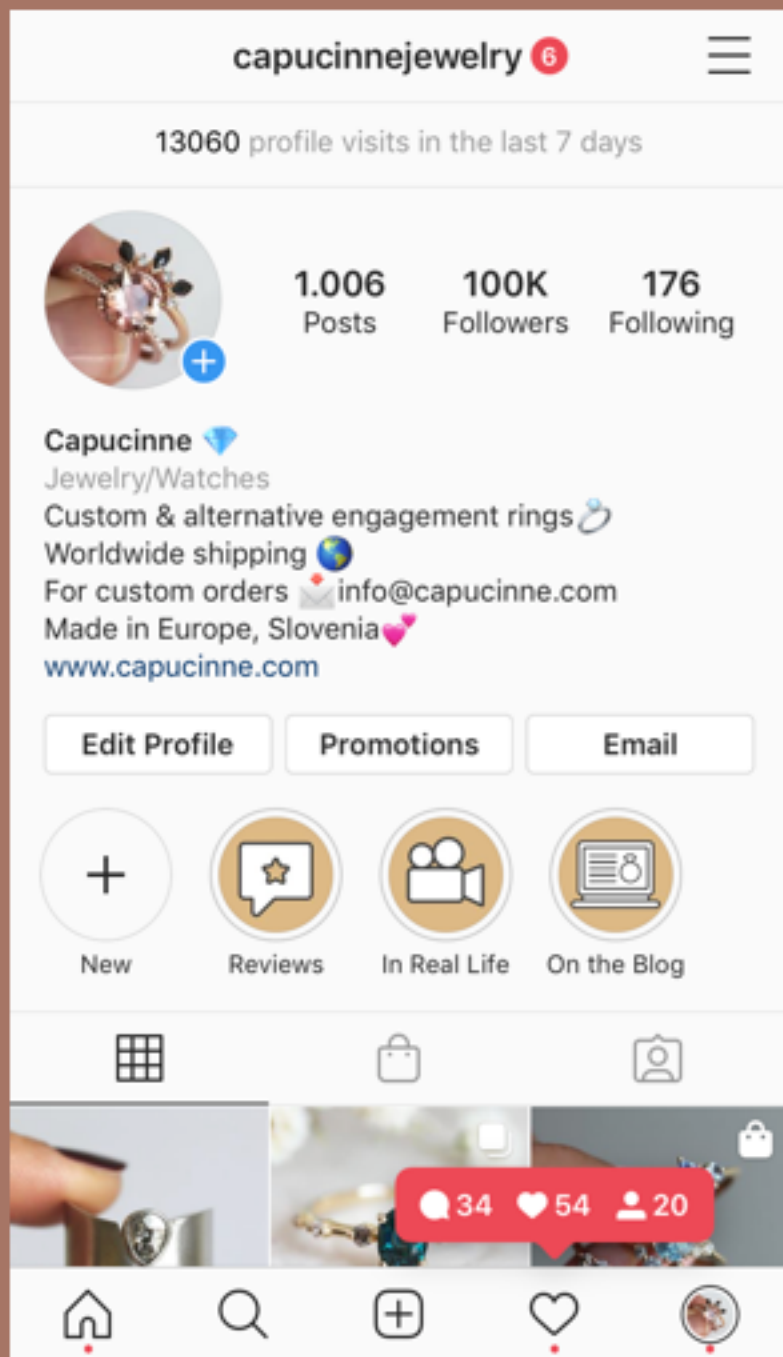 capucinnejewelry 6
13060 profile visits in the last 7 days
1.006 100K 176
Posts Followers Following
Capucinne 💎
Jewelry/Watches
Custom & alternative engagement rings💍
Worldwide shipping 🌎
For custom orders 📩info@capucinne.com
Made in Europe, Slovenia💕
www.capucinne.com
Edit Profile Promotions Email
New Reviews In Real Life On the Blog
34 54 20